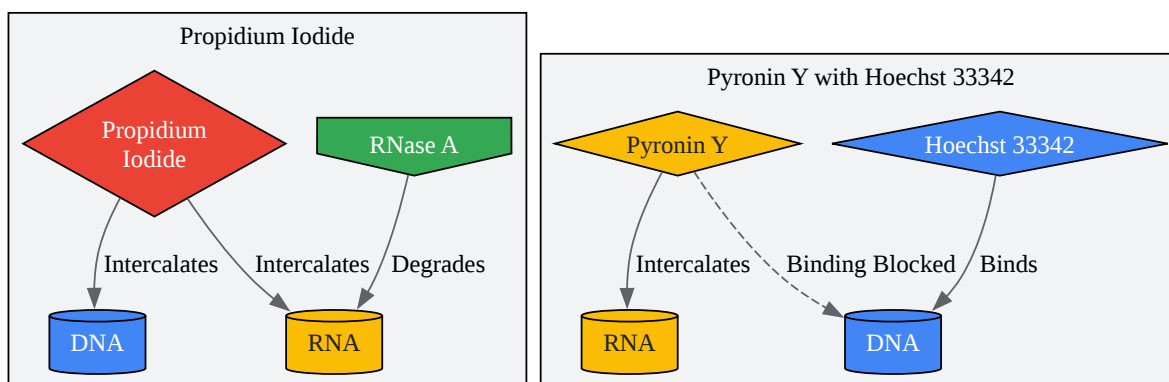 Propidium Iodide
Propidium
Iodide
RNase A
Intercalates
Intercalates
Degrades
DNA
RNA
Pyronin Y with Hoechst 33342
Pyronin Y
Hoechst 33342
Intercalates
Binding Blocked
Binds
RNA
DNA